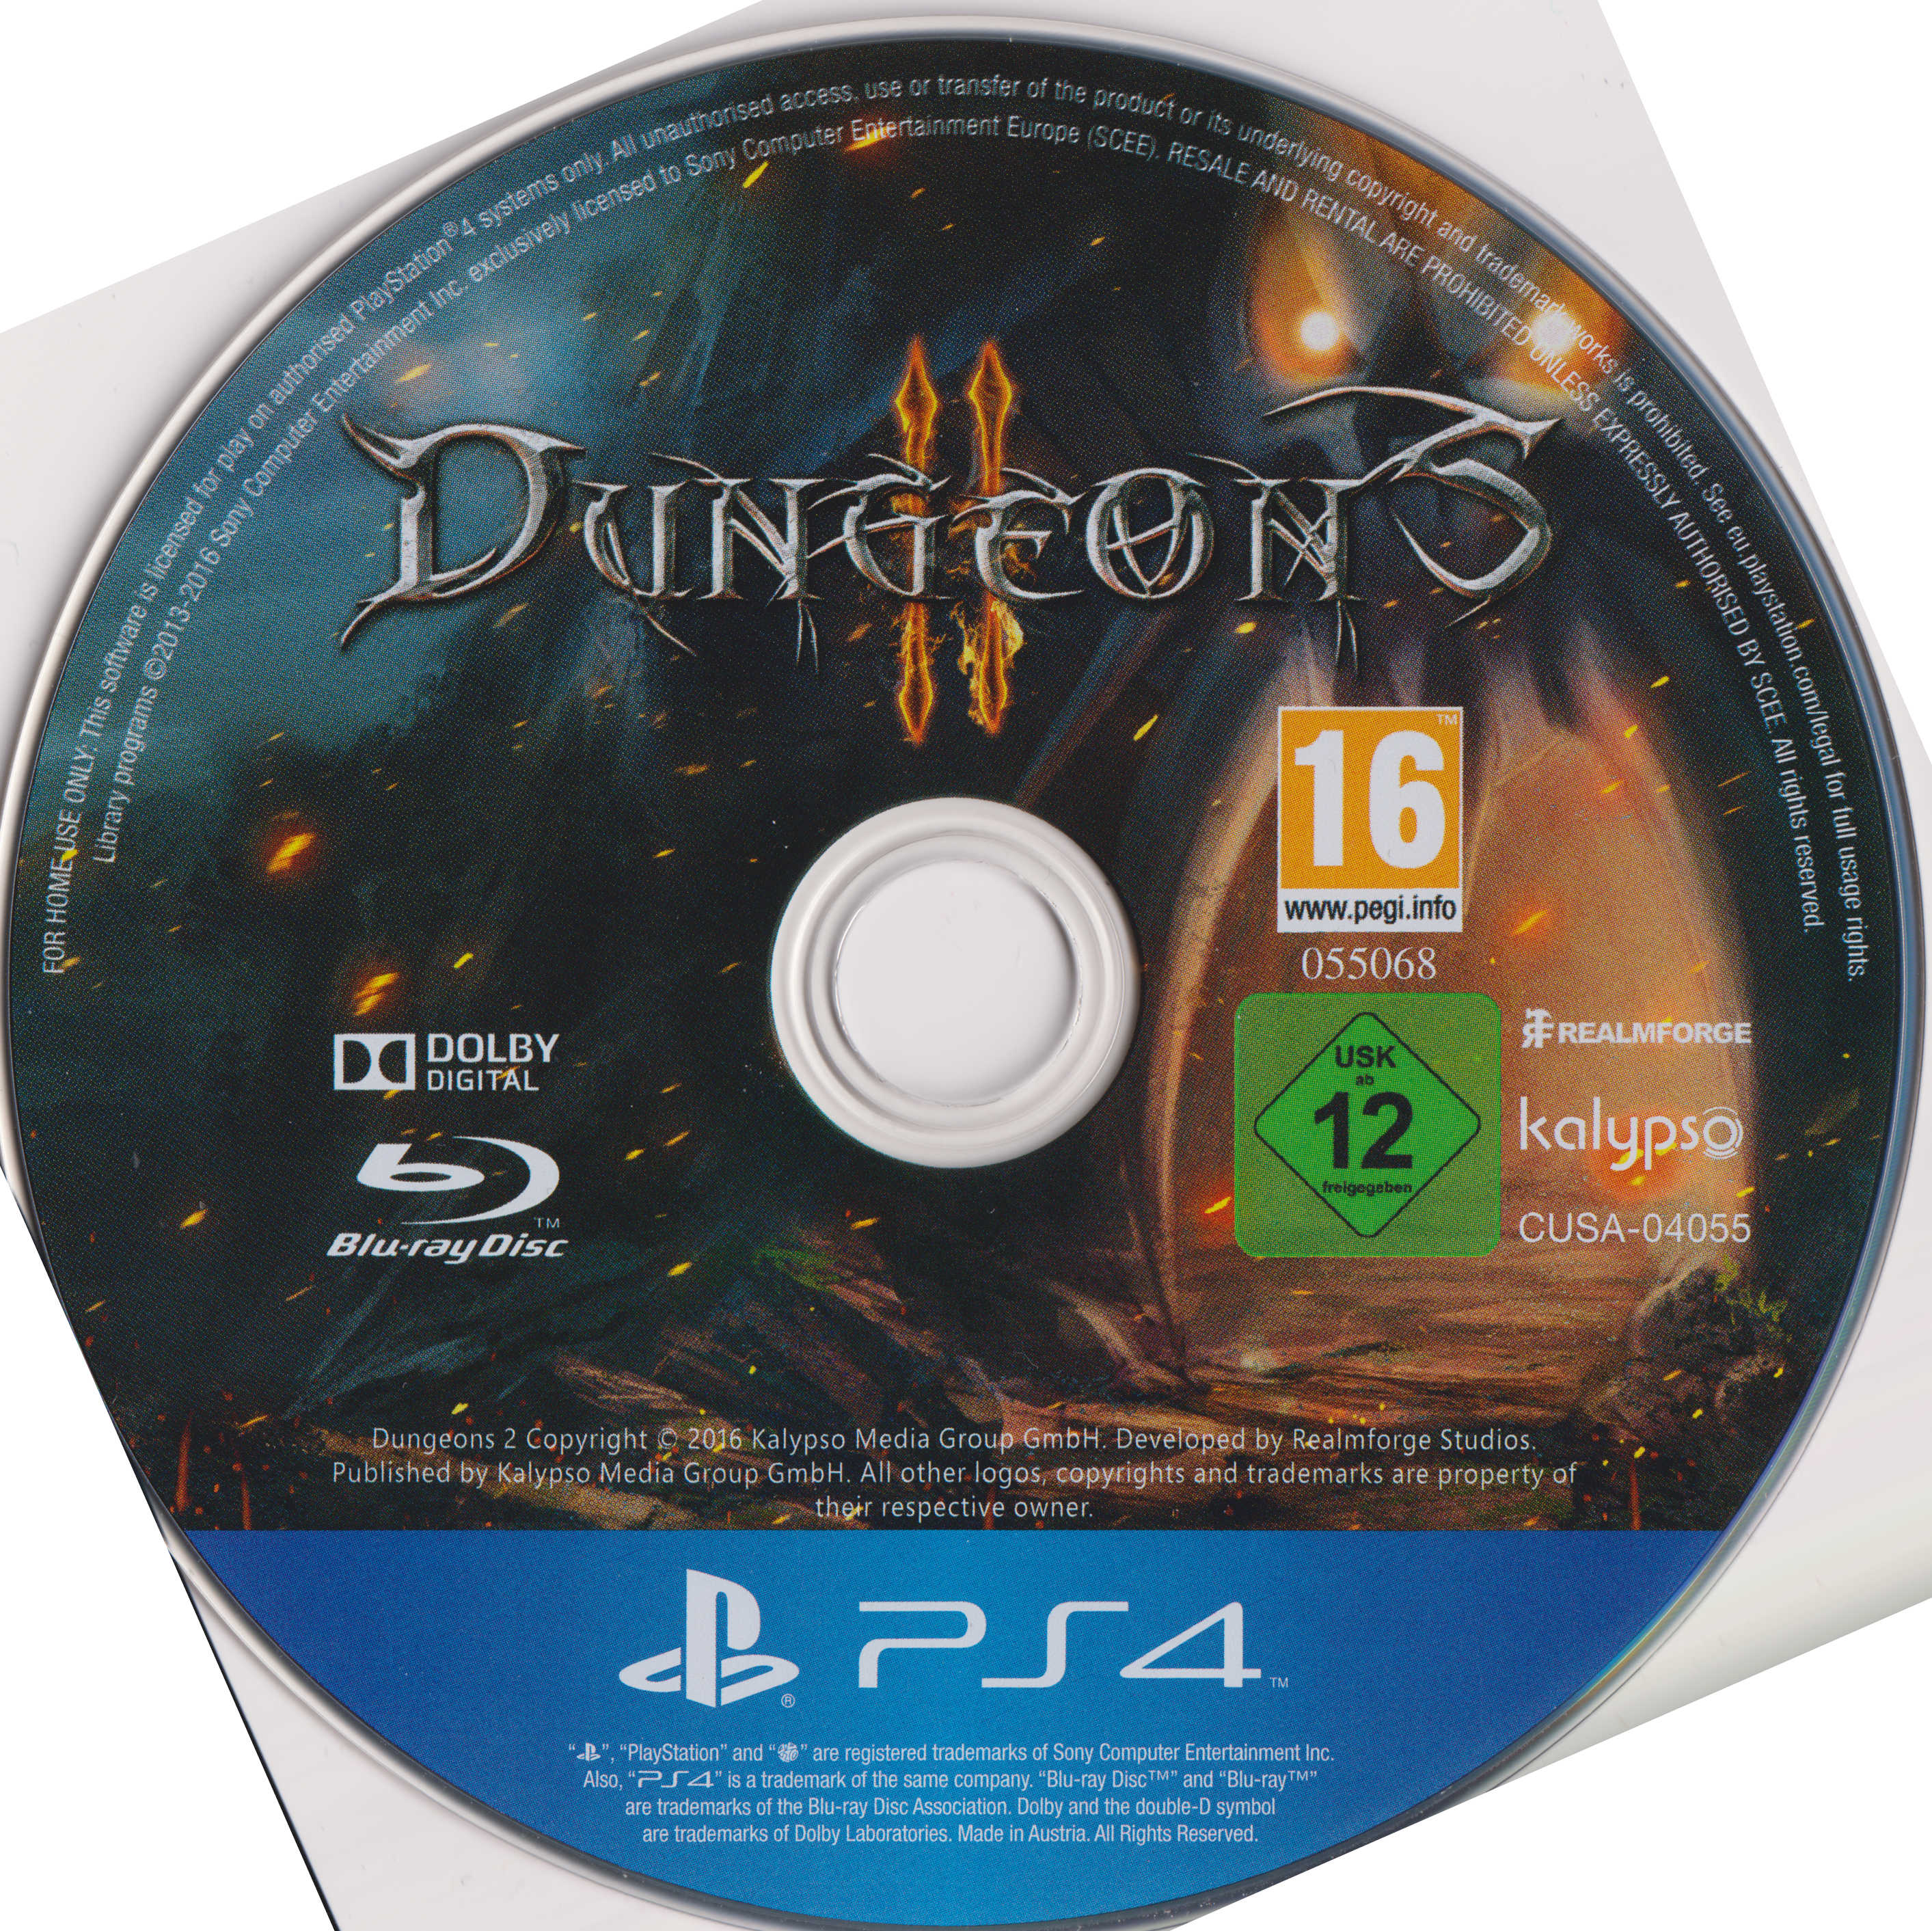 FOR HOME USE ONLY. This software is licensed for play on authorised PlayStation®4 systems only. All unauthorised access, use or transfer of the product or its underlying copyright and trademark works is prohibited. See eu.playstation.com/legal for full usage rights.
Library programs ©2013-2016 Sony Computer Entertainment Inc. exclusively licensed to Sony Computer Entertainment Europe (SCEE). RESALE AND RENTAL ARE PROHIBITED UNLESS EXPRESSLY AUTHORISED BY SCEE. All rights reserved.
DUNGEONS
II
16
TM
www.pegi.info
055068
DOLBY
DIGITAL
USK
ab
12
freigegeben
REALMFORGE
kalypso
CUSA-04055
TM
Blu-ray Disc
Dungeons 2 Copyright © 2016 Kalypso Media Group GmbH. Developed by Realmforge Studios.
Published by Kalypso Media Group GmbH. All other logos, copyrights and trademarks are property of
their respective owner.
® PS4™
“ ”, “PlayStation” and “ ” are registered trademarks of Sony Computer Entertainment Inc.
Also, “PS4” is a trademark of the same company. “Blu-ray Disc™” and “Blu-ray™”
are trademarks of the Blu-ray Disc Association. Dolby and the double-D symbol
are trademarks of Dolby Laboratories. Made in Austria. All Rights Reserved.